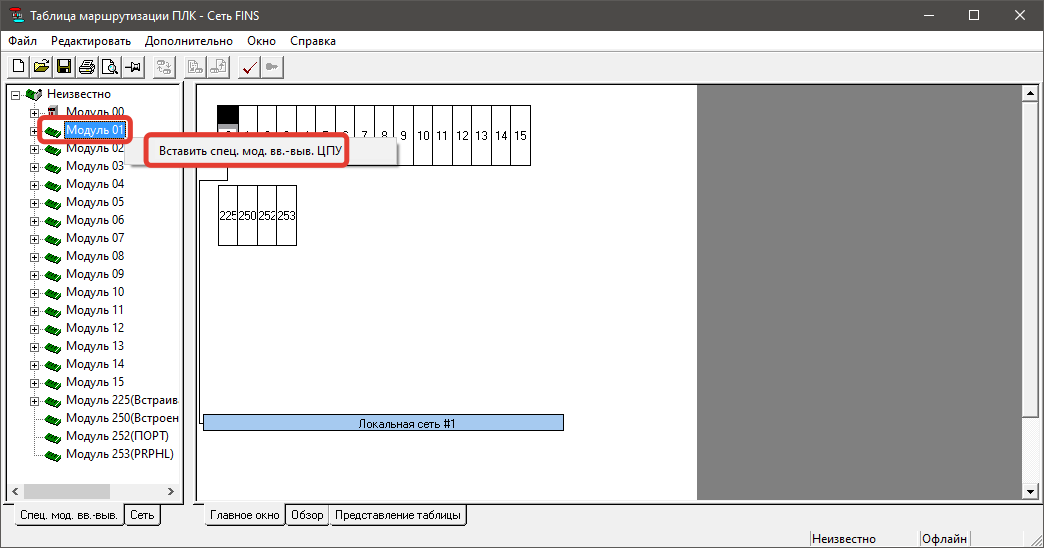 Таблица маршрутизации ПЛК - Сеть FINS
Файл Редактировать Дополнительно Окно Справка
Неизвестно
Модуль 00
Модуль 01
Модуль 02
Модуль 03
Модуль 04
Модуль 05
Модуль 06
Модуль 07
Модуль 08
Модуль 09
Модуль 10
Модуль 11
Модуль 12
Модуль 13
Модуль 14
Модуль 15
Модуль 225(Встраив
Модуль 250(Встроен
Модуль 252(ПОРТ)
Модуль 253(PRPHL)
Спец. мод. вв.-выв. Сеть
Вставить спец. мод. вв.-выв. ЦПУ
9 10 11 12 13 14 15
225 250 252 253
Локальная сеть #1
Главное окно Обзор Представление таблицы
Неизвестно Офлайн